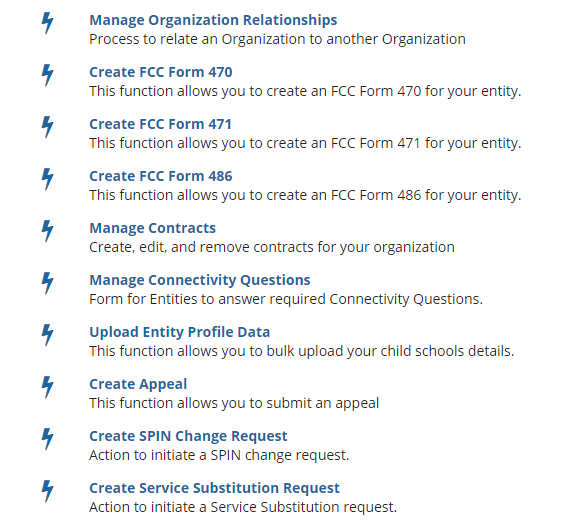 Manage Organization Relationships
Process to relate an Organization to another Organization
Create FCC Form 470
This function allows you to create an FCC Form 470 for your entity.
Create FCC Form 471
This function allows you to create an FCC Form 471 for your entity.
Create FCC Form 486
This function allows you to create an FCC Form 486 for your entity.
Manage Contracts
Create, edit, and remove contracts for your organization
Manage Connectivity Questions
Form for Entities to answer required Connectivity Questions.
Upload Entity Profile Data
This function allows you to bulk upload your child schools details.
Create Appeal
This function allows you to submit an appeal
Create SPIN Change Request
Action to initiate a SPIN change request.
Create Service Substitution Request
Action to initiate a Service Substitution request.